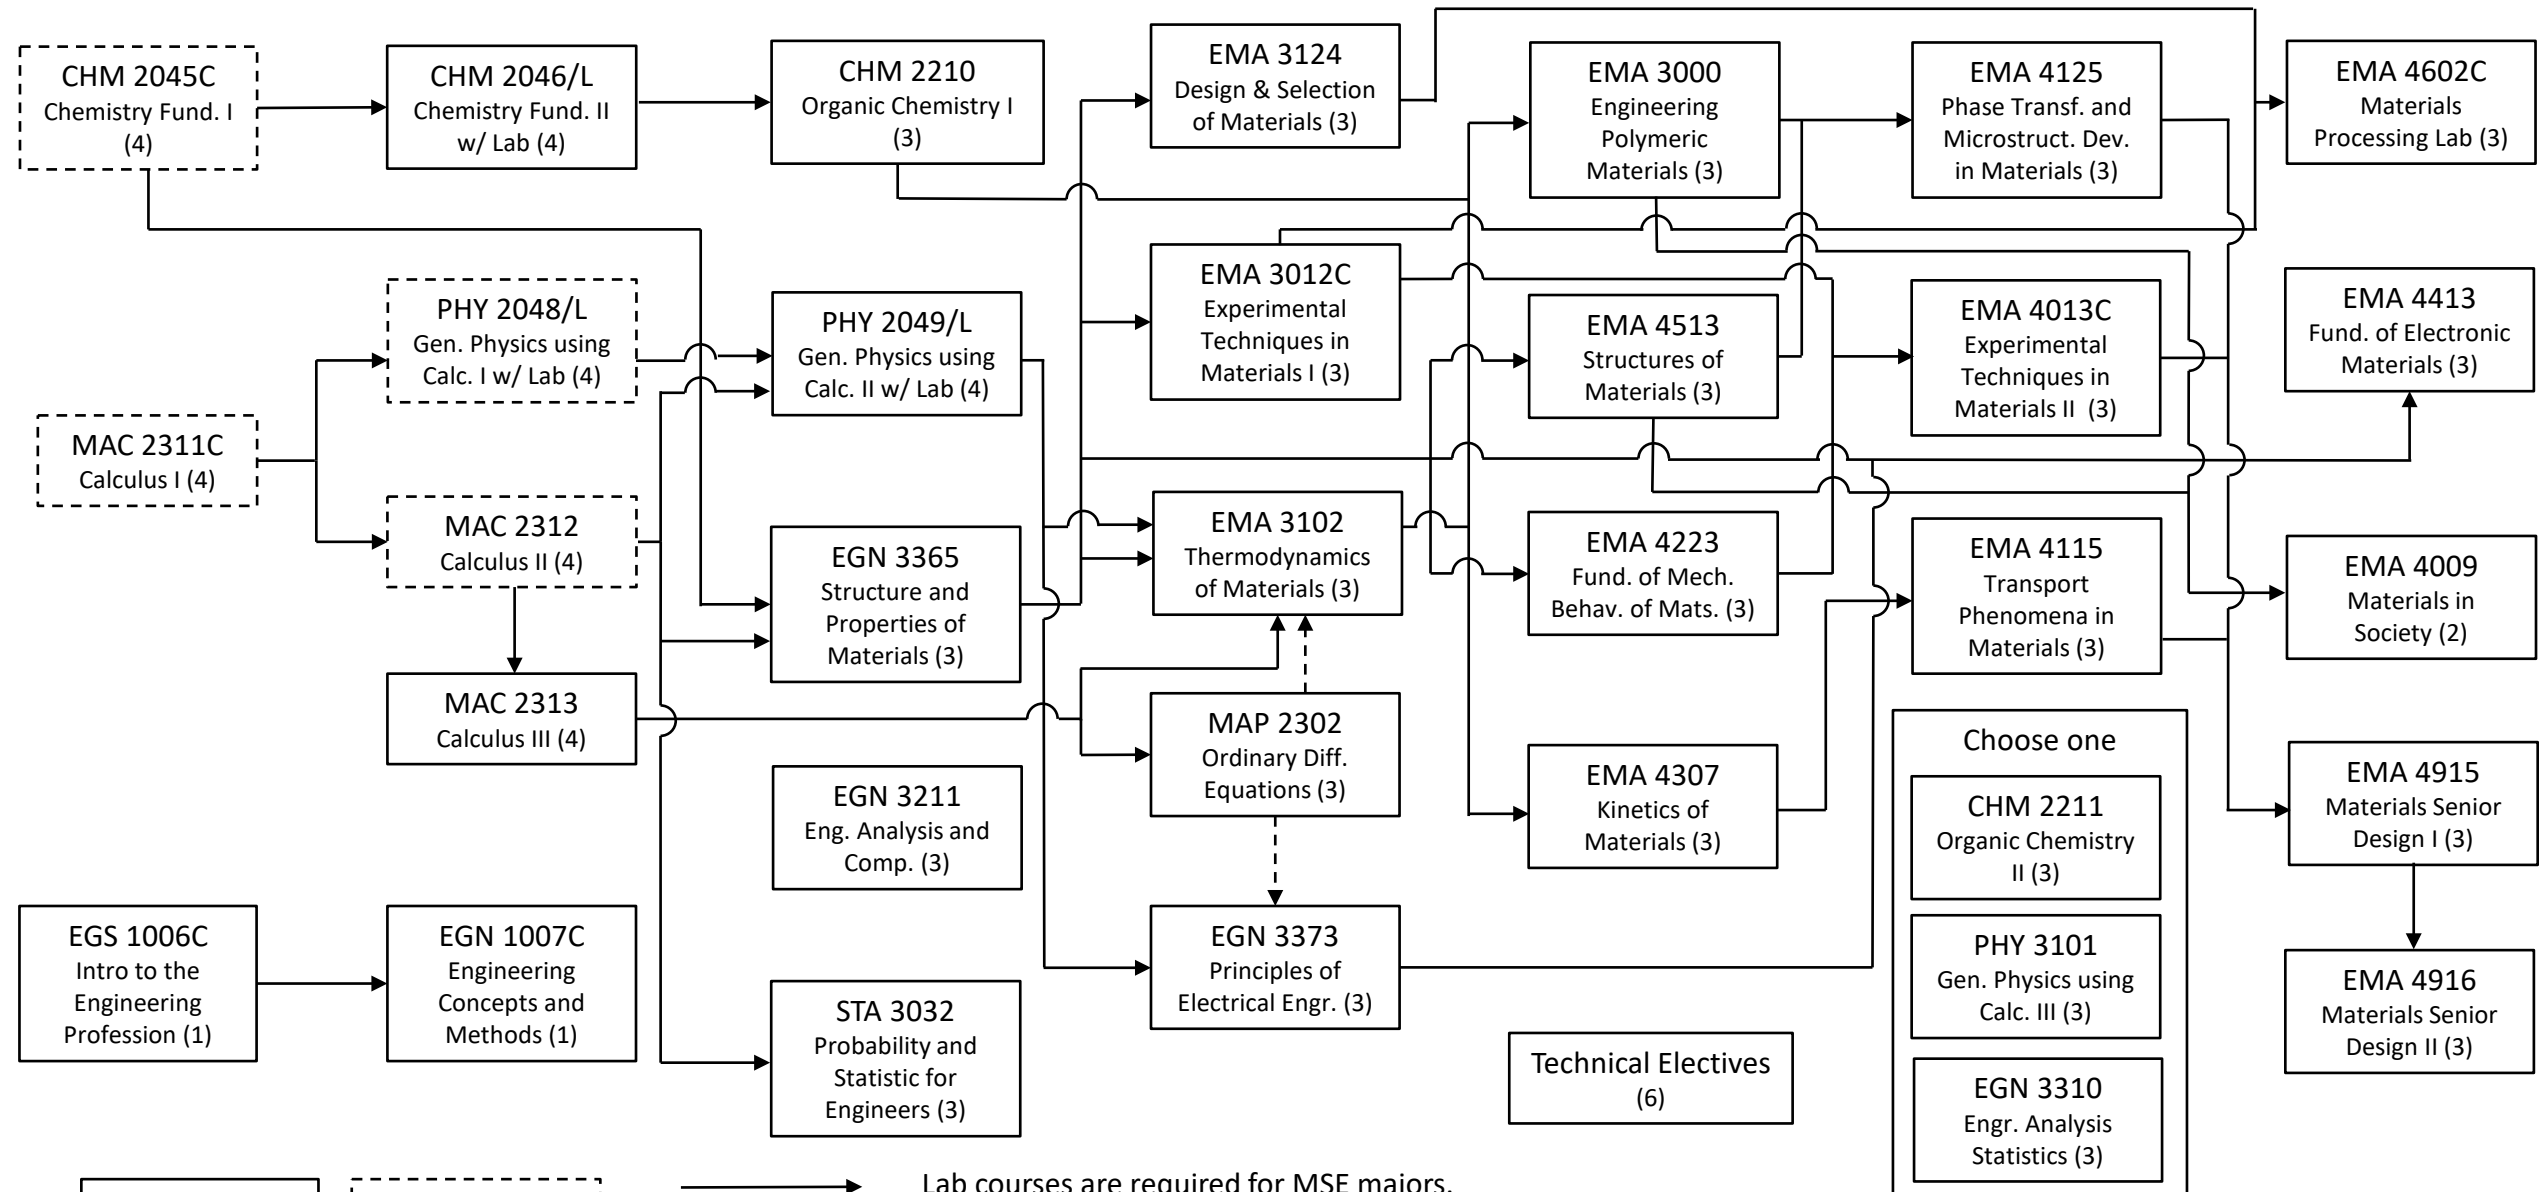 CHM 2045C
Chemistry Fund. I
(4)
CHM 2046/L
Chemistry Fund. II
w/ Lab (4)
CHM 2210
Organic Chemistry I
(3)
EMA 3124
Design & Selection
of Materials (3)
EMA 3000
Engineering
Polymeric
Materials (3)
EMA 4125
Phase Transf. and
Microstruct. Dev.
in Materials (3)
EMA 4602C
Materials
Processing Lab (3)
PHY 2048/L
Gen. Physics using
Calc. I w/ Lab (4)
PHY 2049/L
Gen. Physics using
Calc. II w/ Lab (4)
EMA 3012C
Experimental
Techniques in
Materials I (3)
EMA 4513
Structures of
Materials (3)
EMA 4013C
Experimental
Techniques in
Materials II (3)
EMA 4413
Fund. of Electronic
Materials (3)
MAC 2311C
Calculus I (4)
MAC 2312
Calculus II (4)
EGN 3365
Structure and
Properties of
Materials (3)
EMA 3102
Thermodynamics
of Materials (3)
EMA 4223
Fund. of Mech.
Behav. of Mats. (3)
EMA 4115
Transport
Phenomena in
Materials (3)
EMA 4009
Materials in
Society (2)
MAC 2313
Calculus III (4)
EGN 3211
Eng. Analysis and
Comp. (3)
MAP 2302
Ordinary Diff.
Equations (3)
EMA 4307
Kinetics of
Materials (3)
Choose one
CHM 2211
Organic Chemistry
II (3)
PHY 3101
Gen. Physics using
Calc. III (3)
EGN 3310
Engr. Analysis
Statistics (3)
EMA 4915
Materials Senior
Design I (3)
EGS 1006C
Intro to the
Engineering
Profession (1)
EGN 1007C
Engineering
Concepts and
Methods (1)
STA 3032
Probability and
Statistic for
Engineers (3)
EGN 3373
Principles of
Electrical Engr. (3)
Technical Electives
(6)
EMA 4916
Materials Senior
Design II (3)
Lab courses are required for MSE majors.